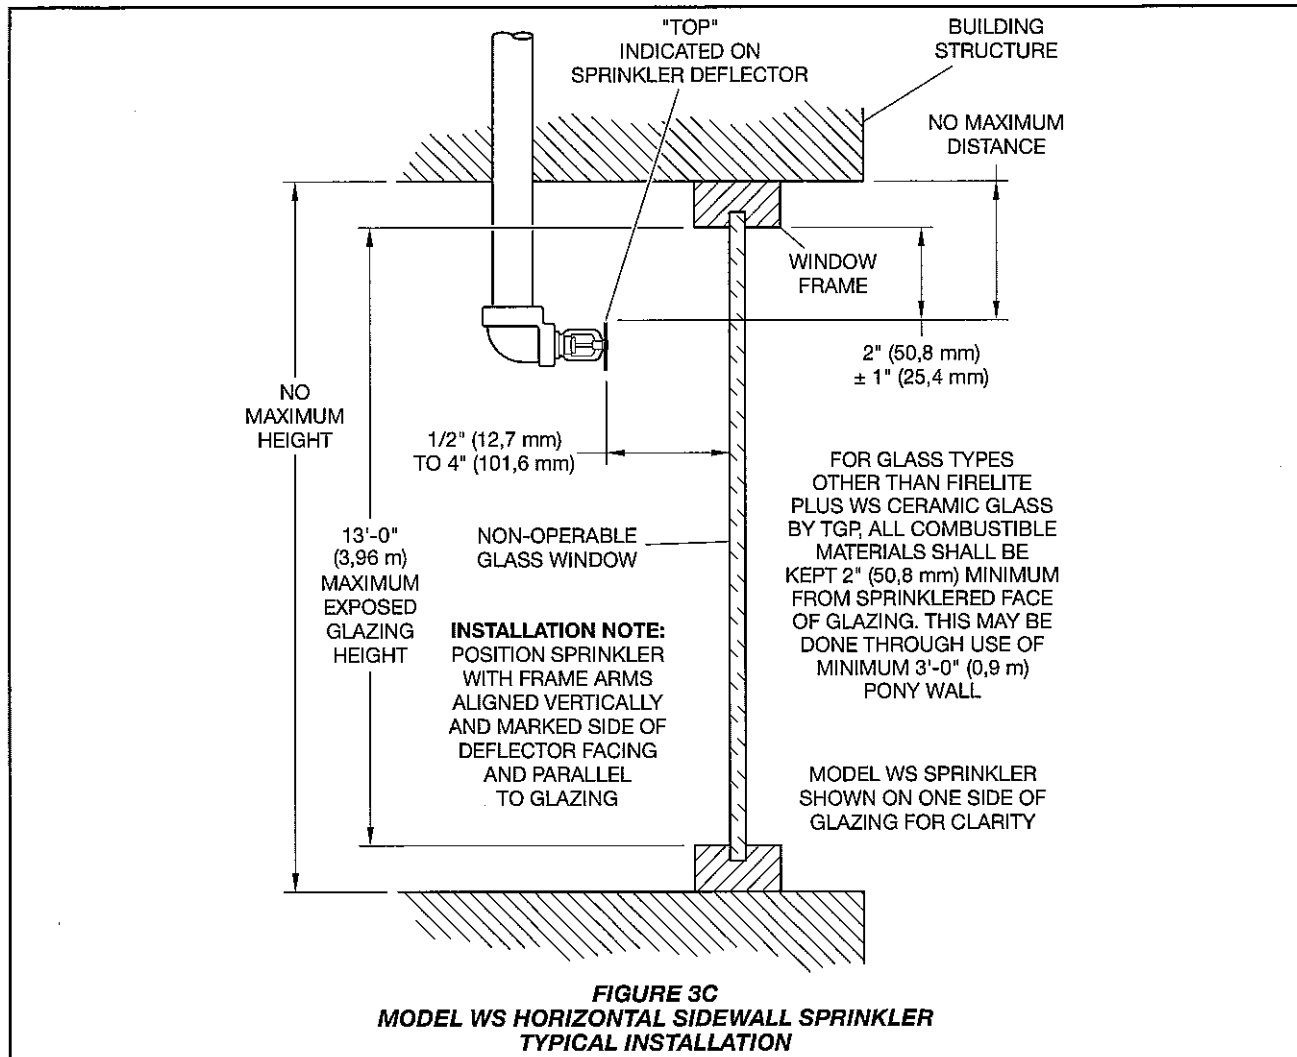 "TOP"
INDICATED ON
SPRINKLER DEFLECTOR
BUILDING
STRUCTURE
NO MAXIMUM
DISTANCE
WINDOW
FRAME
2" (50,8 mm)
± 1" (25,4 mm)
NO
MAXIMUM
HEIGHT
1/2" (12,7 mm)
TO 4" (101,6 mm)
13'-0"
(3,96 m)
MAXIMUM
EXPOSED
GLAZING
HEIGHT
NON-OPERABLE
GLASS WINDOW
INSTALLATION NOTE:
POSITION SPRINKLER
WITH FRAME ARMS
ALIGNED VERTICALLY
AND MARKED SIDE OF
DEFLECTOR FACING
AND PARALLEL
TO GLAZING
FOR GLASS TYPES
OTHER THAN FIRELITE
PLUS WS CERAMIC GLASS
BY TGP, ALL COMBUSTIBLE
MATERIALS SHALL BE
KEPT 2" (50,8 mm) MINIMUM
FROM SPRINKLERED FACE
OF GLAZING. THIS MAY BE
DONE THROUGH USE OF
MINIMUM 3'-0" (0,9 m)
PONY WALL
MODEL WS SPRINKLER
SHOWN ON ONE SIDE OF
GLAZING FOR CLARITY
FIGURE 3C
MODEL WS HORIZONTAL SIDEWALL SPRINKLER
TYPICAL INSTALLATION